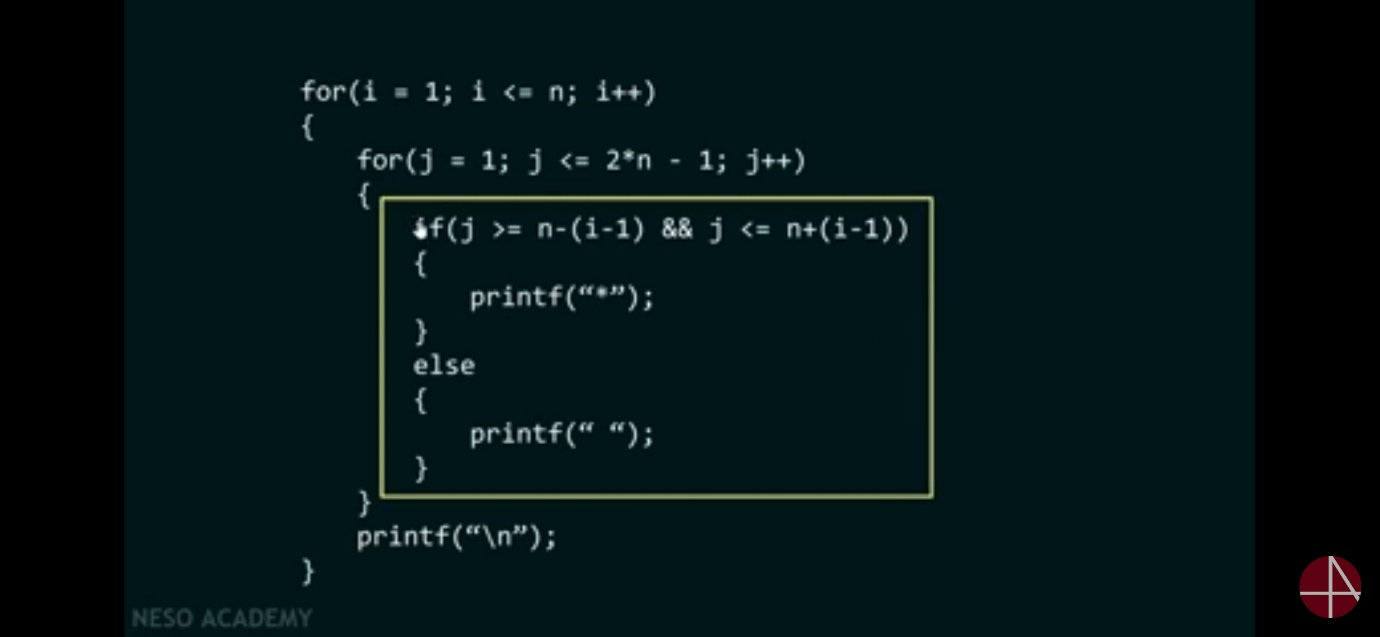 for(i = 1; i <= n; i++)
{
for(j = 1; j <= 2*n - 1; j++)
{
if(j >= n-(i-1) && j <= n+(i-1))
{
printf(“*”);
}
else
{
printf(“ “);
}
}
printf(“\n”);
}
NESO ACADEMY